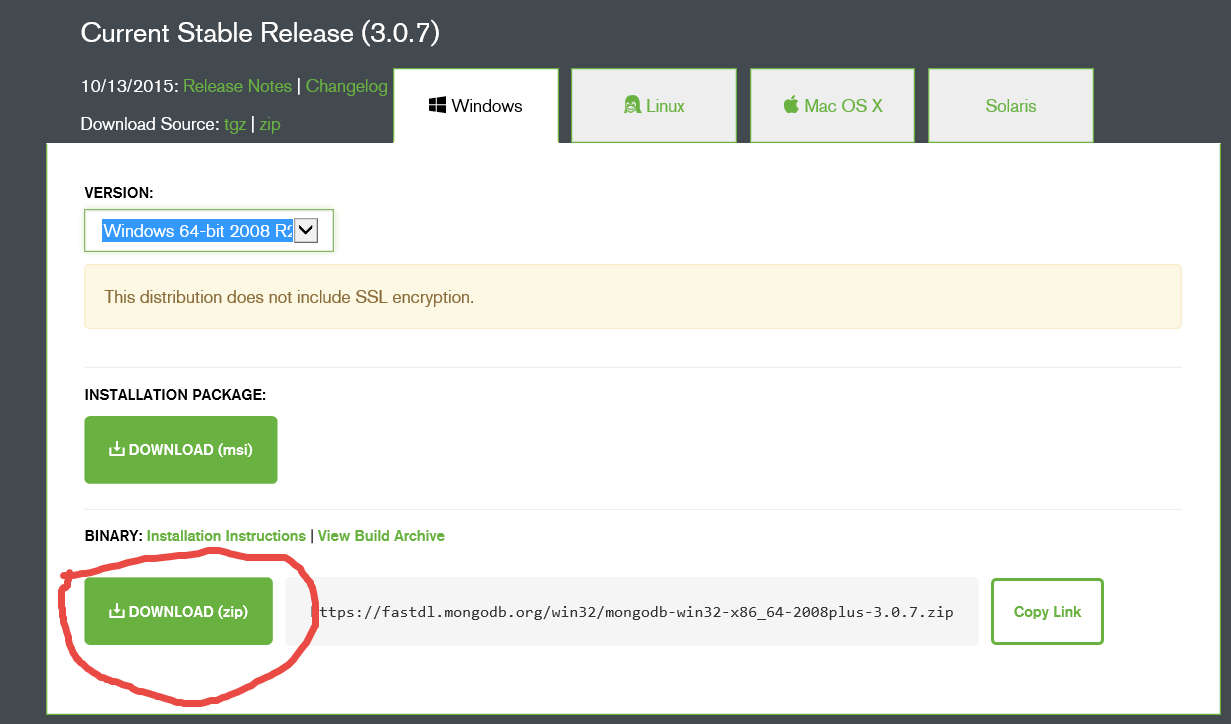 Current Stable Release (3.0.7)
10/13/2015: Release Notes | Changelog
Download Source: tgz | zip
Windows
Linux
Mac OS X
Solaris
VERSION:
Windows 64-bit 2008 R2
This distribution does not include SSL encryption.
INSTALLATION PACKAGE:
DOWNLOAD (msi)
BINARY: Installation Instructions | View Build Archive
DOWNLOAD (zip)
https://fastdl.mongodb.org/win32/mongodb-win32-x86_64-2008plus-3.0.7.zip
Copy Link